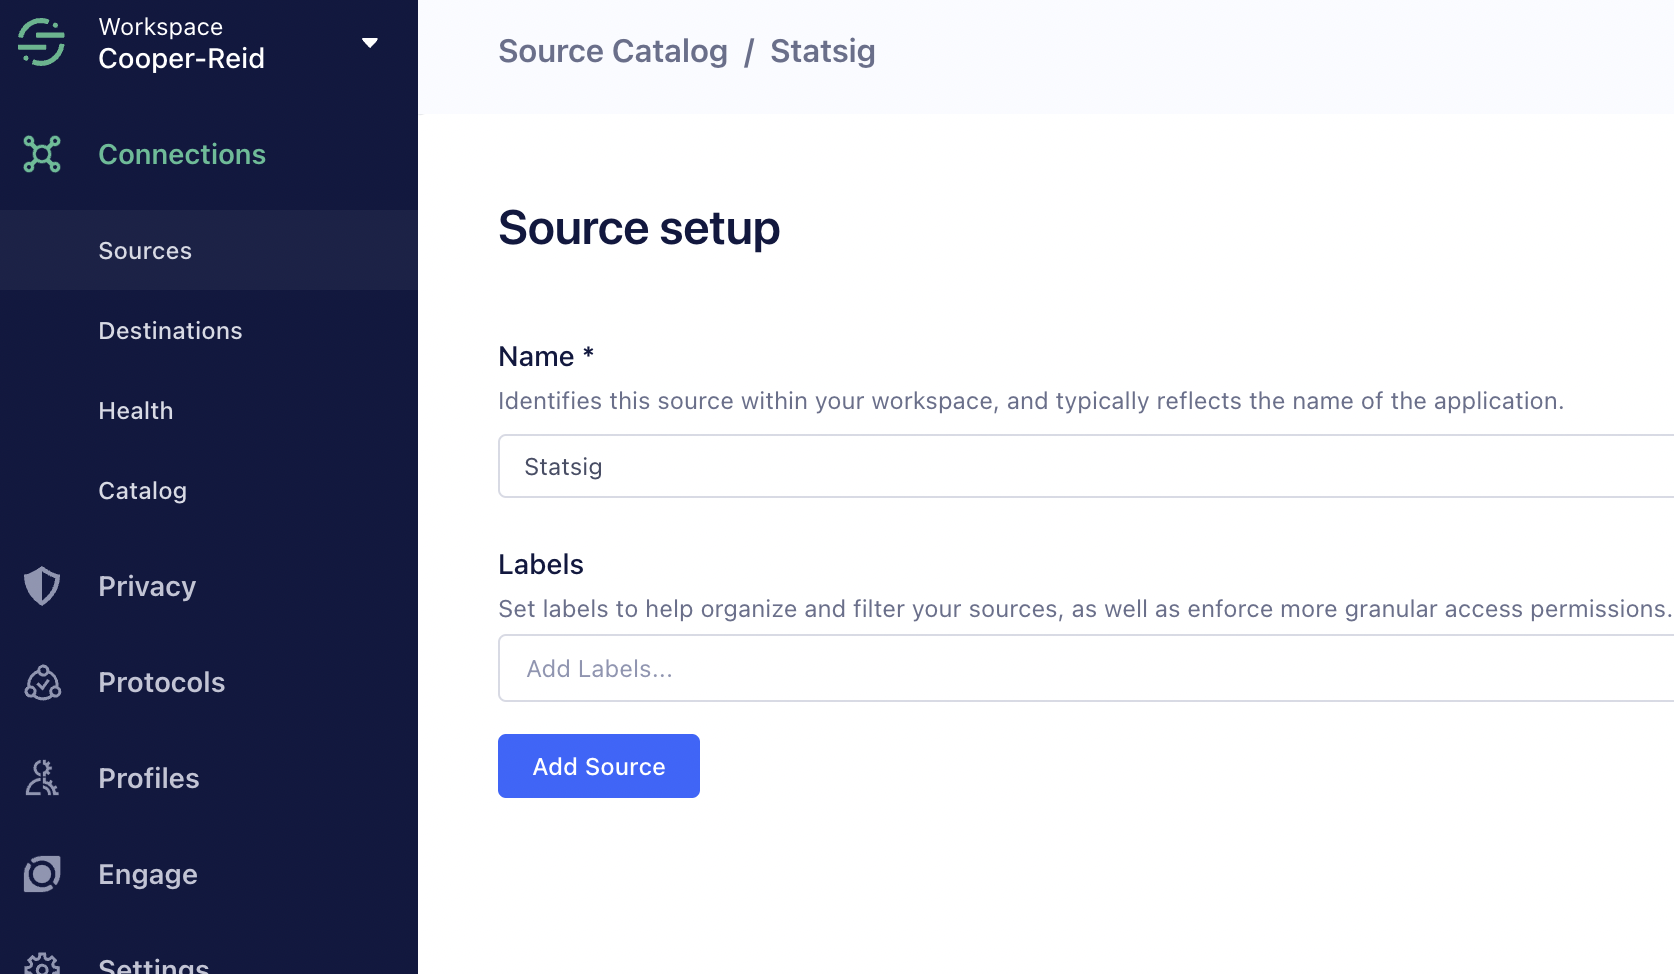 Workspace
Cooper-Reid
Connections
Sources
Destinations
Health
Catalog
Privacy
Protocols
Profiles
Engage
Settings
Source Catalog / Statsig
Source setup
Name *
Identifies this source within your workspace, and typically reflects the name of the application.
Statsig
Labels
Set labels to help organize and filter your sources, as well as enforce more granular access permissions.
Add Labels...
Add Source